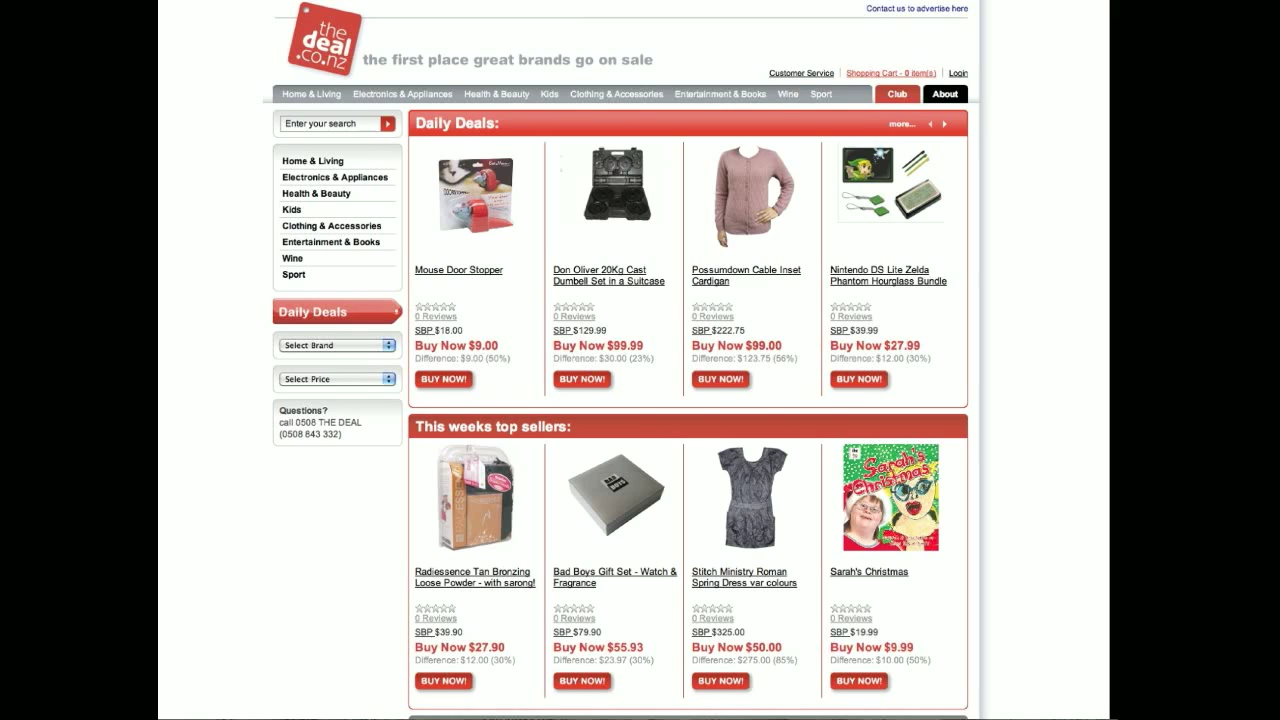 Contact us to advertise here
the
deal
.co.nz
the first place great brands go on sale
Customer Service
Shopping Cart - 0 item(s)
Login
Home & Living
Electronics & Appliances
Health & Beauty
Kids
Clothing & Accessories
Entertainment & Books
Wine
Sport
Club
About
Enter your search
Home & Living
Electronics & Appliances
Health & Beauty
Kids
Clothing & Accessories
Entertainment & Books
Wine
Sport
Daily Deals
Select Brand
Select Price
Questions?
call 0508 THE DEAL
(0508 843 332)
Daily Deals:
more...
Mouse Door Stopper
0 Reviews
SBP $18.00
Buy Now $9.00
Difference: $9.00 (50%)
BUY NOW!
Don Oliver 20Kg Cast
Dumbell Set in a Suitcase
0 Reviews
SBP $129.99
Buy Now $99.99
Difference: $30.00 (23%)
BUY NOW!
Possumdown Cable Inset
Cardigan
0 Reviews
SBP $222.75
Buy Now $99.00
Difference: $123.75 (56%)
BUY NOW!
Nintendo DS Lite Zelda
Phantom Hourglass Bundle
0 Reviews
SBP $39.99
Buy Now $27.99
Difference: $12.00 (30%)
BUY NOW!
This weeks top sellers:
Radiessence Tan Bronzing
Loose Powder - with sarong!
0 Reviews
SBP $39.90
Buy Now $27.90
Difference: $12.00 (30%)
BUY NOW!
BAD
BOYS
Bad Boys Gift Set - Watch &
Fragrance
0 Reviews
SBP $79.90
Buy Now $55.93
Difference: $23.97 (30%)
BUY NOW!
Stitch Ministry Roman
Spring Dress var colours
0 Reviews
SBP $325.00
Buy Now $50.00
Difference: $275.00 (85%)
BUY NOW!
Sarah's
Christmas
Sarah's Christmas
0 Reviews
SBP $19.99
Buy Now $9.99
Difference: $10.00 (50%)
BUY NOW!